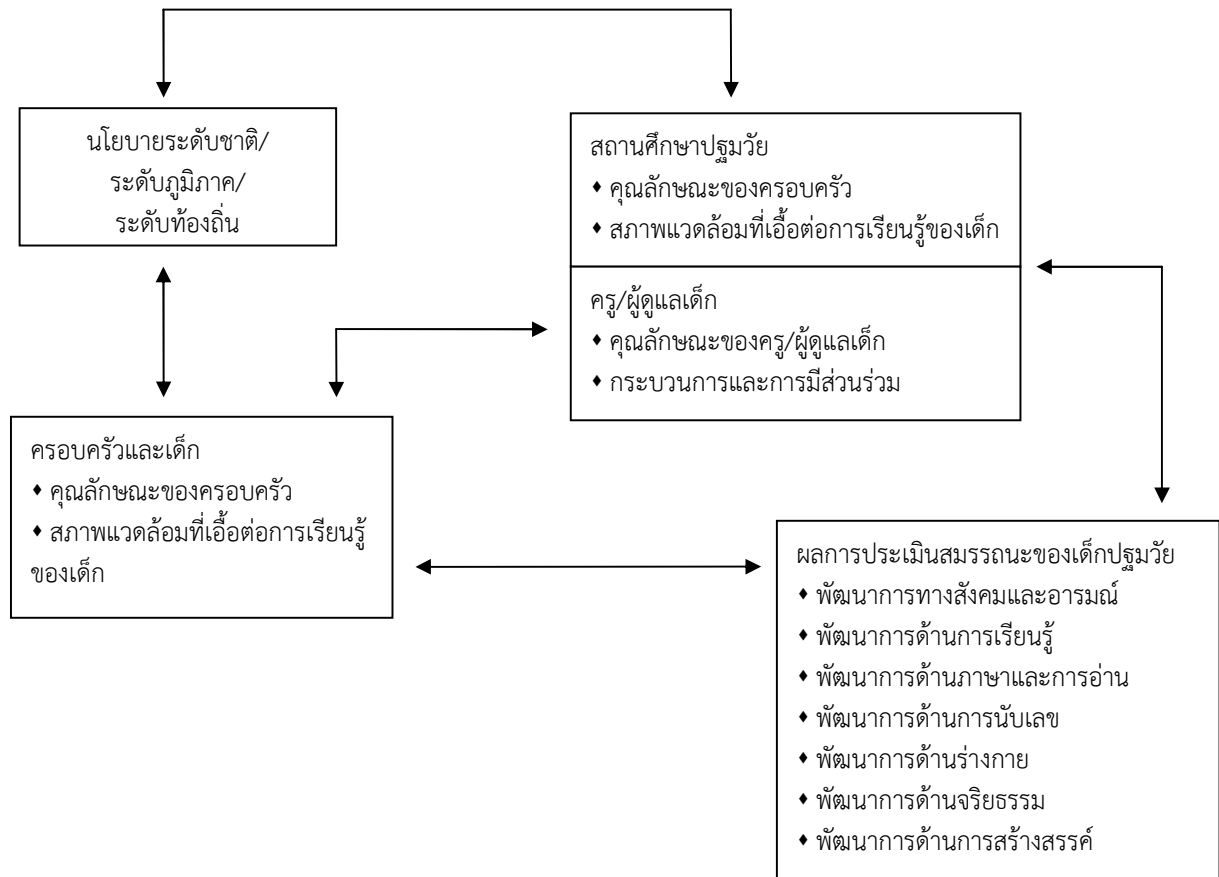 นโยบายระดับชาติ/
ระดับภูมิภาค/
ระดับท้องถิ่น
สถานศึกษาปฐมวัย
♦ คุณลักษณะของครอบครัว
♦ สภาพแวดล้อมที่เอื้อต่อการเรียนรู้ของเด็ก
ครู/ผู้ดูแลเด็ก
♦ คุณลักษณะของครู/ผู้ดูแลเด็ก
♦ กระบวนการและการมีส่วนร่วม
ครอบครัวและเด็ก
♦ คุณลักษณะของครอบครัว
♦ สภาพแวดล้อมที่เอื้อต่อการเรียนรู้
ของเด็ก
ผลการประเมินสมรรถนะของเด็กปฐมวัย
♦ พัฒนาการทางสังคมและอารมณ์
♦ พัฒนาการด้านการเรียนรู้
♦ พัฒนาการด้านภาษาและการอ่าน
♦ พัฒนาการด้านการนับเลข
♦ พัฒนาการด้านร่างกาย
♦ พัฒนาการด้านจริยธรรม
♦ พัฒนาการด้านการสร้างสรรค์